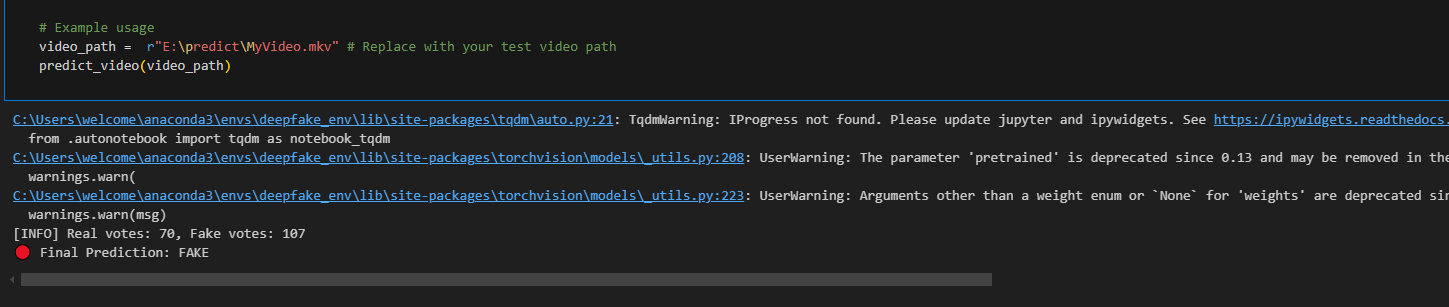 # Example usage
video_path =  r"E:\predict\MyVideo.mkv" # Replace with your test video path
predict_video(video_path)
C:\Users\welcome\anaconda3\envs\deepfake_env\lib\site-packages\tqdm\auto.py:21: TqdmWarning: IProgress not found. Please update jupyter and ipywidgets. See https://ipywidgets.readthedocs.
  from .autonotebook import tqdm as notebook_tqdm
C:\Users\welcome\anaconda3\envs\deepfake_env\lib\site-packages\torchvision\models\_utils.py:208: UserWarning: The parameter 'pretrained' is deprecated since 0.13 and may be removed in the
  warnings.warn(
C:\Users\welcome\anaconda3\envs\deepfake_env\lib\site-packages\torchvision\models\_utils.py:223: UserWarning: Arguments other than a weight enum or `None` for 'weights' are deprecated sin
  warnings.warn(msg)
[INFO] Real votes: 70, Fake votes: 107
🔴 Final Prediction: FAKE